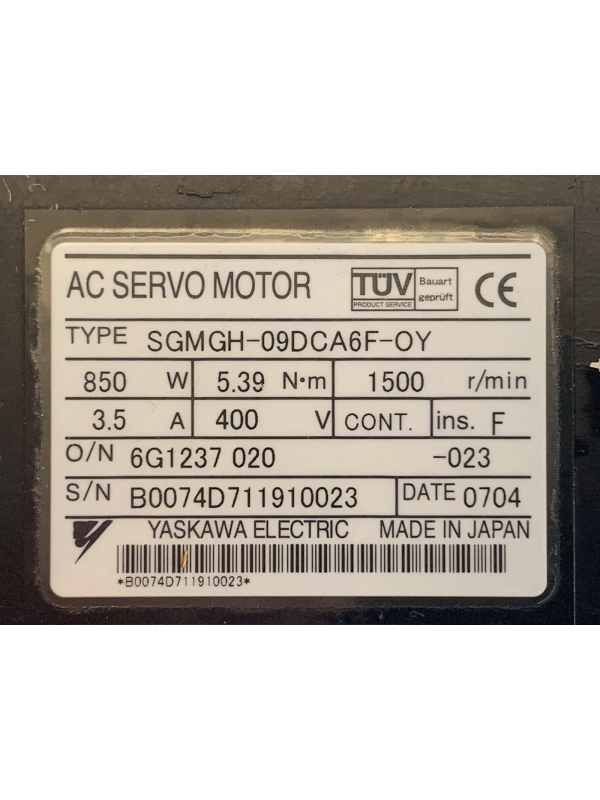 AC SERVO MOTOR TÜV PRODUCT SERVICE Bauart geprüft CE
TYPE SGMGH-09DCA6F-OY
850 W 5.39 N·m 1500 r/min
3.5 A 400 V CONT. ins. F
O/N 6G1237 020 -023
S/N B0074D711910023 DATE 0704
YASKAWA ELECTRIC MADE IN JAPAN
*B0074D711910023*